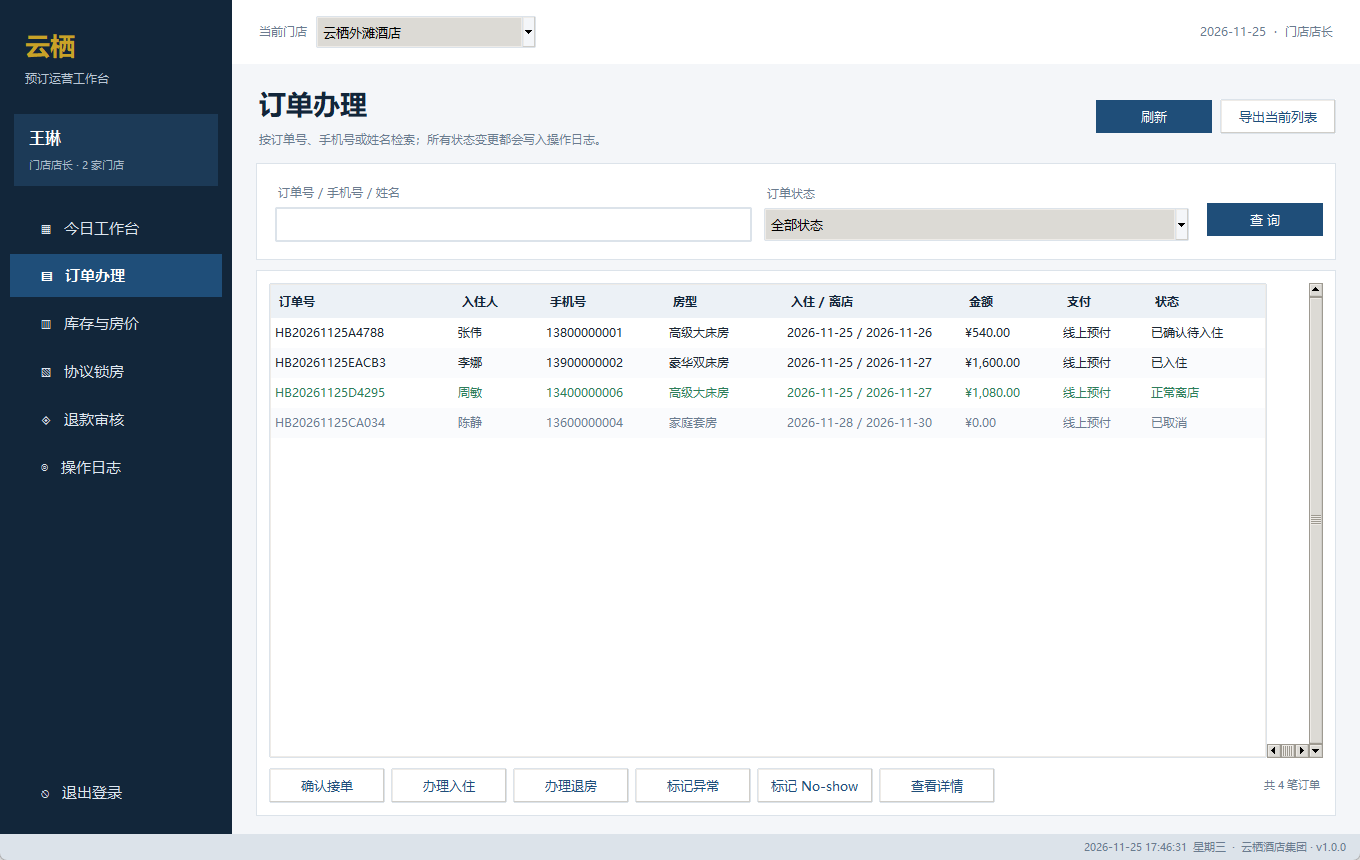 云栖
预订运营工作台
王琳
门店店长 · 2 家门店
今日工作台
订单办理
库存与房价
协议锁房
退款审核
操作日志
退出登录
当前门店 云栖外滩酒店 2026-11-25 · 门店店长
订单办理
按订单号、手机号或姓名检索；所有状态变更都会写入操作日志。
刷新 导出当前列表
订单号 / 手机号 / 姓名 订单状态
全部状态 查 询
订单号 入住人 手机号 房型 入住 / 离店 金额 支付 状态
HB20261125A4788 张伟 13800000001 高级大床房 2026-11-25 / 2026-11-26 ¥540.00 线上预付 已确认待入住
HB20261125EACB3 李娜 13900000002 豪华双床房 2026-11-25 / 2026-11-27 ¥1,600.00 线上预付 已入住
HB20261125D4295 周敏 13400000006 高级大床房 2026-11-25 / 2026-11-27 ¥1,080.00 线上预付 正常离店
HB20261125CA034 陈静 13600000004 家庭套房 2026-11-28 / 2026-11-30 ¥0.00 线上预付 已取消
确认接单 办理入住 办理退房 标记异常 标记 No-show 查看详情 共 4 笔订单
2026-11-25 17:46:31 星期三 · 云栖酒店集团 · v1.0.0